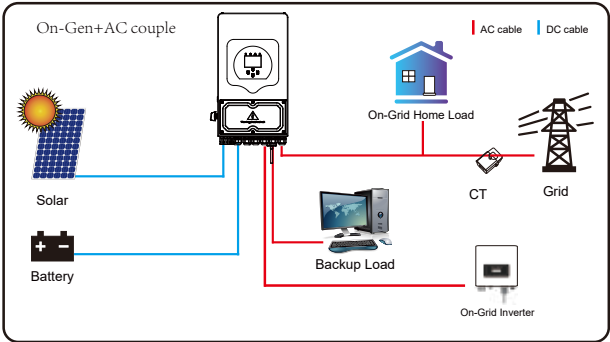 On-Gen+AC couple
AC cable
DC cable
On-Grid Home Load
CT
Grid
Solar
Backup Load
Battery
On-Grid Inverter